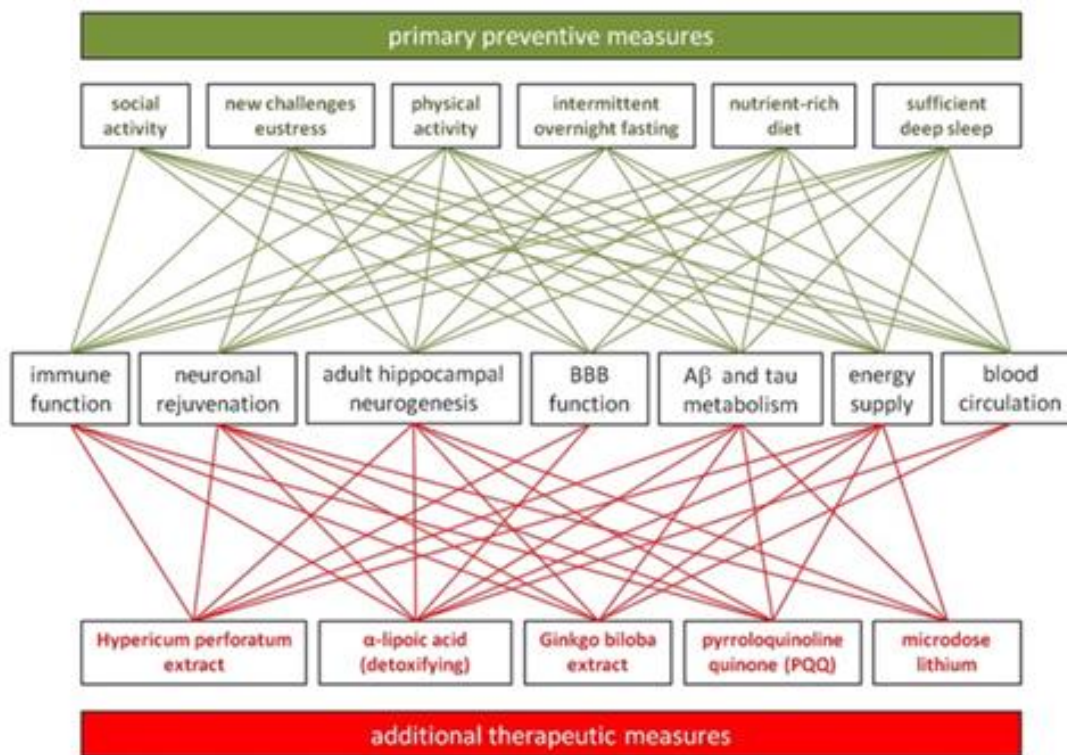 primary preventive measures
social
activity
new challenges
eustress
physical
activity
intermittent
overnight fasting
nutrient-rich
diet
sufficient
deep sleep
immune
function
neuronal
rejuvenation
adult hippocampal
neurogenesis
BBB
function
Aβ and tau
metabolism
energy
supply
blood
circulation
Hypericum perforatum
extract
α-lipoic acid
(detoxifying)
Ginkgo biloba
extract
pyrroloquinoline
quinone (PQQ)
microdose
lithium
additional therapeutic measures